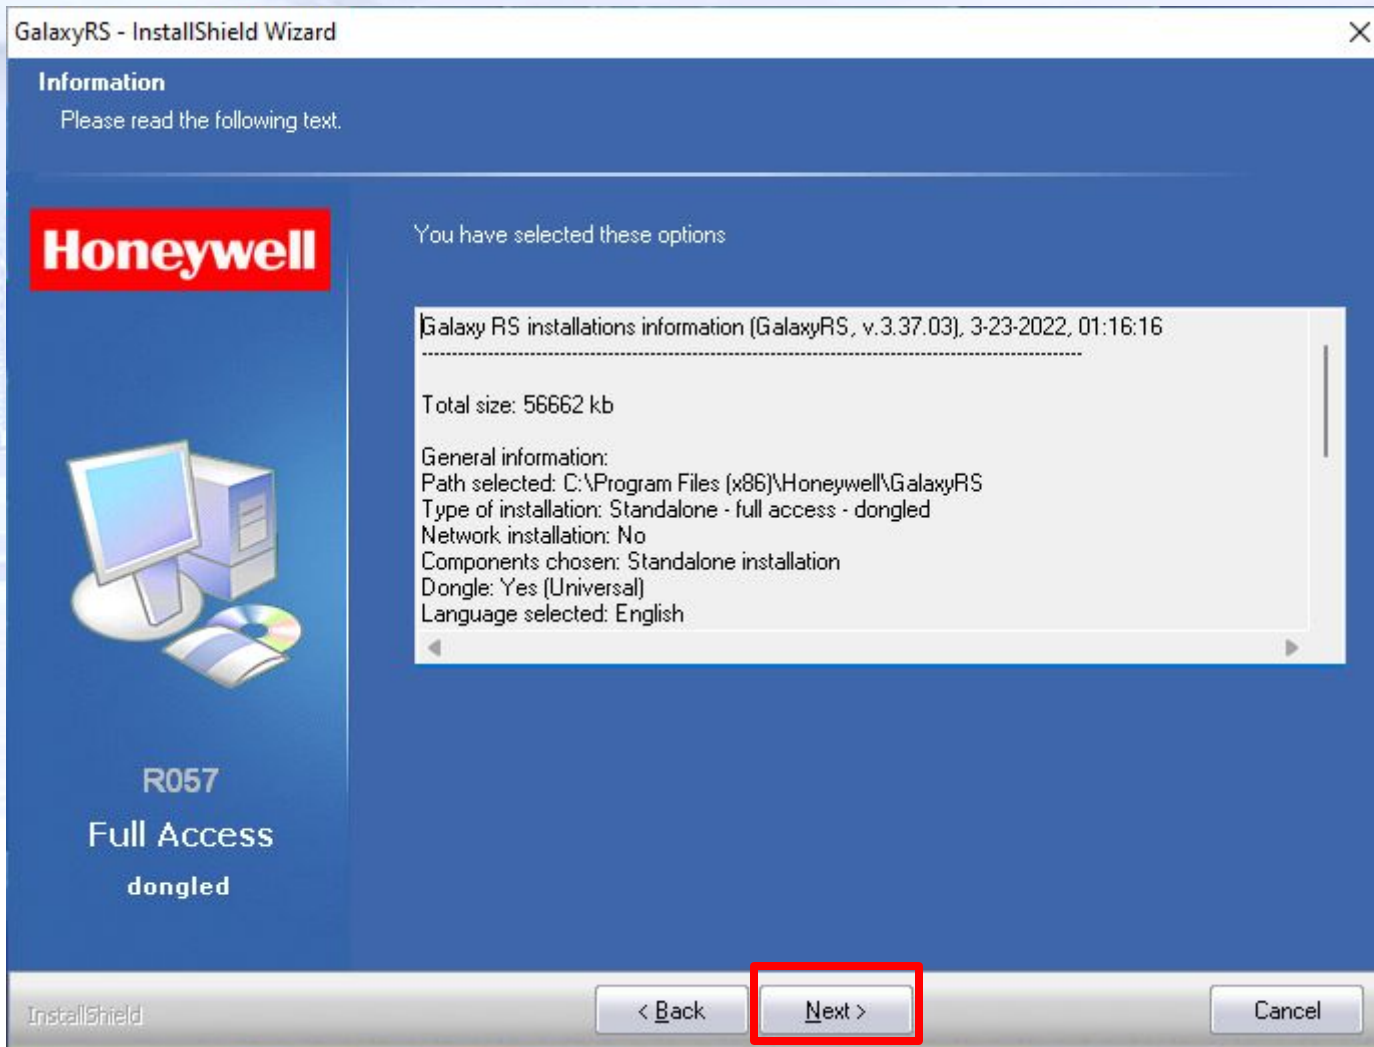 GalaxyRS - InstallShield Wizard
Information
Please read the following text.
Honeywell
You have selected these options
Galaxy RS installations information (GalaxyRS, v.3.37.03), 3-23-2022, 01:16:16
--------------------------------------------------------------------------------------------------------------
Total size: 56662 kb
General information:
Path selected: C:\Program Files (x86)\Honeywell\GalaxyRS
Type of installation: Standalone - full access - dongled
Network installation: No
Components chosen: Standalone installation
Dongle: Yes (Universal)
Language selected: English
R057
Full Access
dongled
InstallShield
< Back
Next >
Cancel